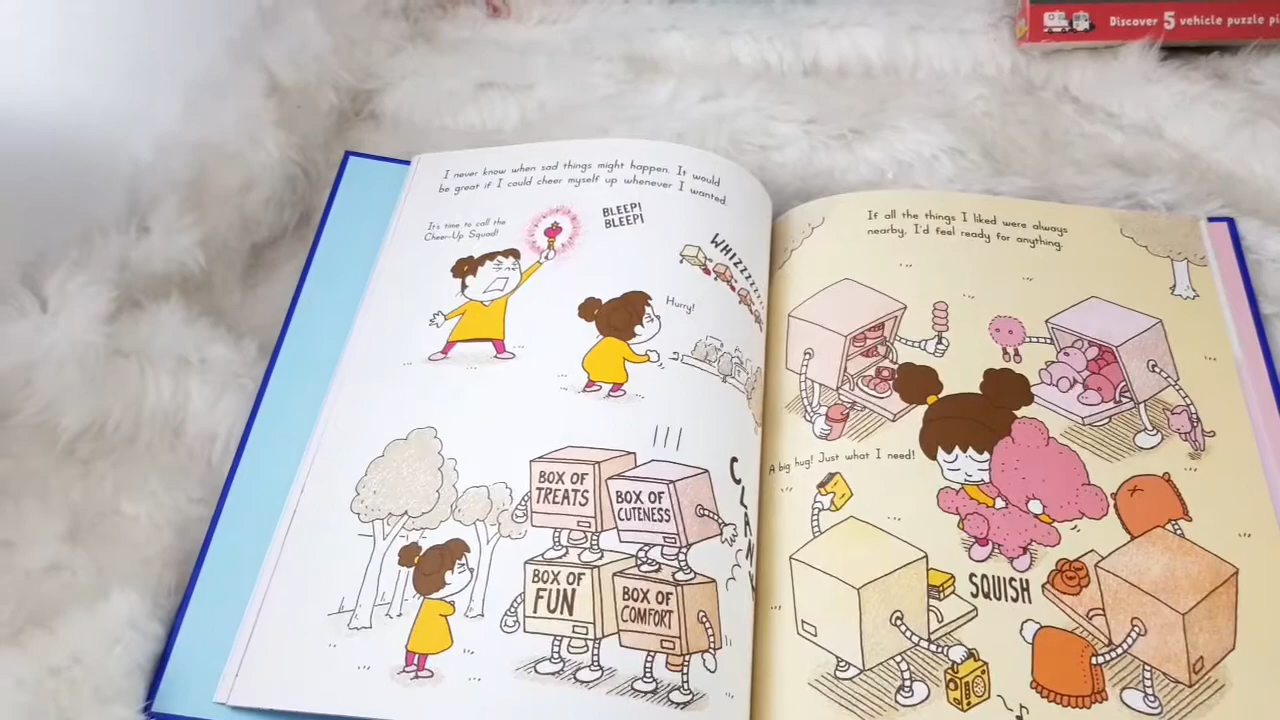 Discover 5 vehicle puzzle
I never know when sad things might happen. It would
be great if I could cheer myself up whenever I wanted.
It's time to call the
Cheer-Up Squad!
BLEEP!
BLEEP!
WHIZZZZZZZ
Hurry!
BOX OF
TREATS
BOX OF
CUTENESS
BOX OF
FUN
BOX OF
COMFORT
CLANK
If all the things I liked were always
nearby, I'd feel ready for anything.
A big hug! Just what I need!
SQUISH